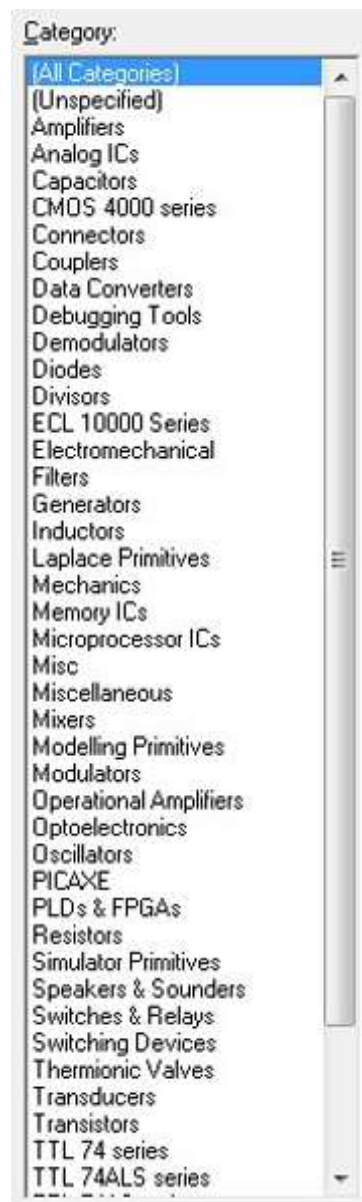 Category:
(All Categories)
(Unspecified)
Amplifiers
Analog ICs
Capacitors
CMOS 4000 series
Connectors
Couplers
Data Converters
Debugging Tools
Demodulators
Diodes
Divisors
ECL 10000 Series
Electromechanical
Filters
Generators
Inductors
Laplace Primitives
Mechanics
Memory ICs
Microprocessor ICs
Misc
Miscellaneous
Mixers
Modelling Primitives
Modulators
Operational Amplifiers
Optoelectronics
Oscillators
PICAXE
PLDs & FPGAs
Resistors
Simulator Primitives
Speakers & Sounders
Switches & Relays
Switching Devices
Thermionic Valves
Transducers
Transistors
TTL 74 series
TTL 74ALS series